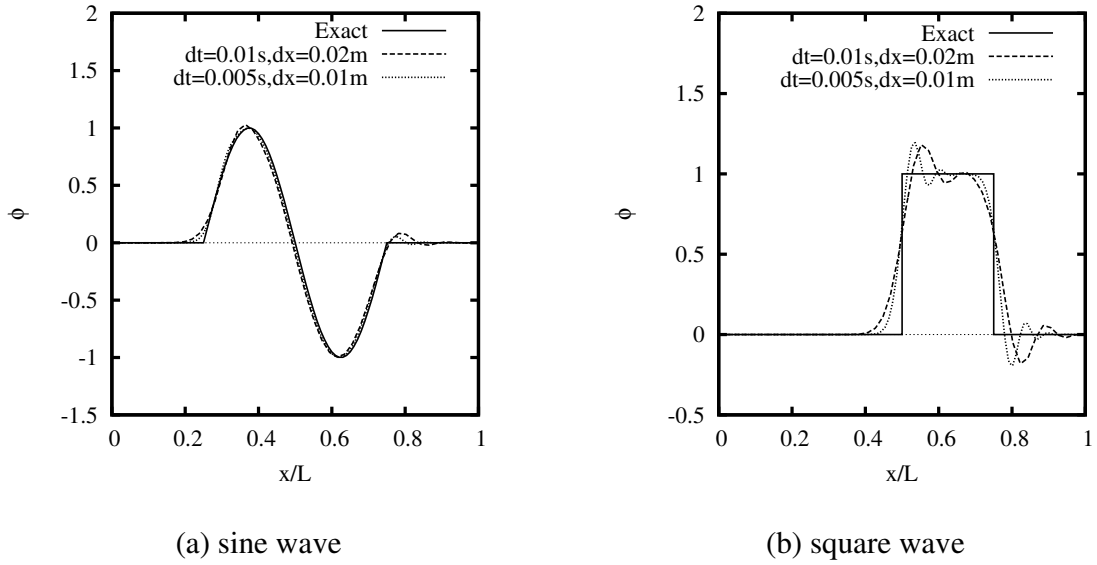 2
1.5
1
0.5
0
-0.5
-1
-1.5
ϕ
Exact
dt=0.01s,dx=0.02m
dt=0.005s,dx=0.01m
0 0.2 0.4 0.6 0.8 1
x/L
(a) sine wave
2
1.5
1
0.5
0
-0.5
ϕ
Exact
dt=0.01s,dx=0.02m
dt=0.005s,dx=0.01m
0 0.2 0.4 0.6 0.8 1
x/L
(b) square wave